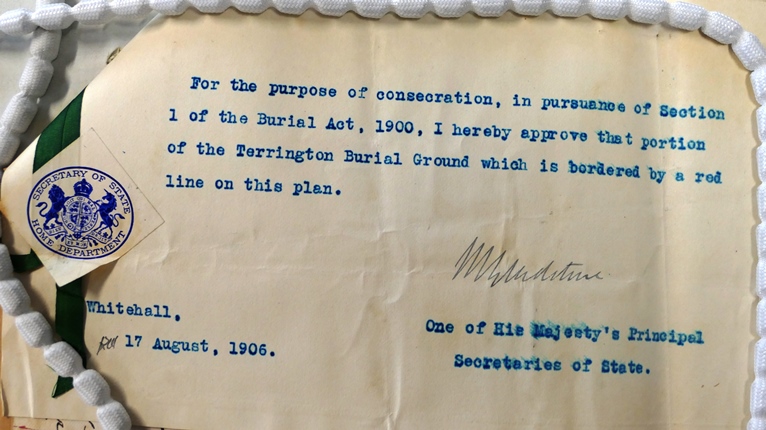 For the purpose of consecration, in pursuance of Section
1 of the Burial Act, 1900, I hereby approve that portion
of the Terrington Burial Ground which is bordered by a red
line on this plan.
SECRETARY OF STATE
HOME DEPARTMENT
Whitehall,
17 August, 1906.
One of His Majesty's Principal
Secretaries of State.